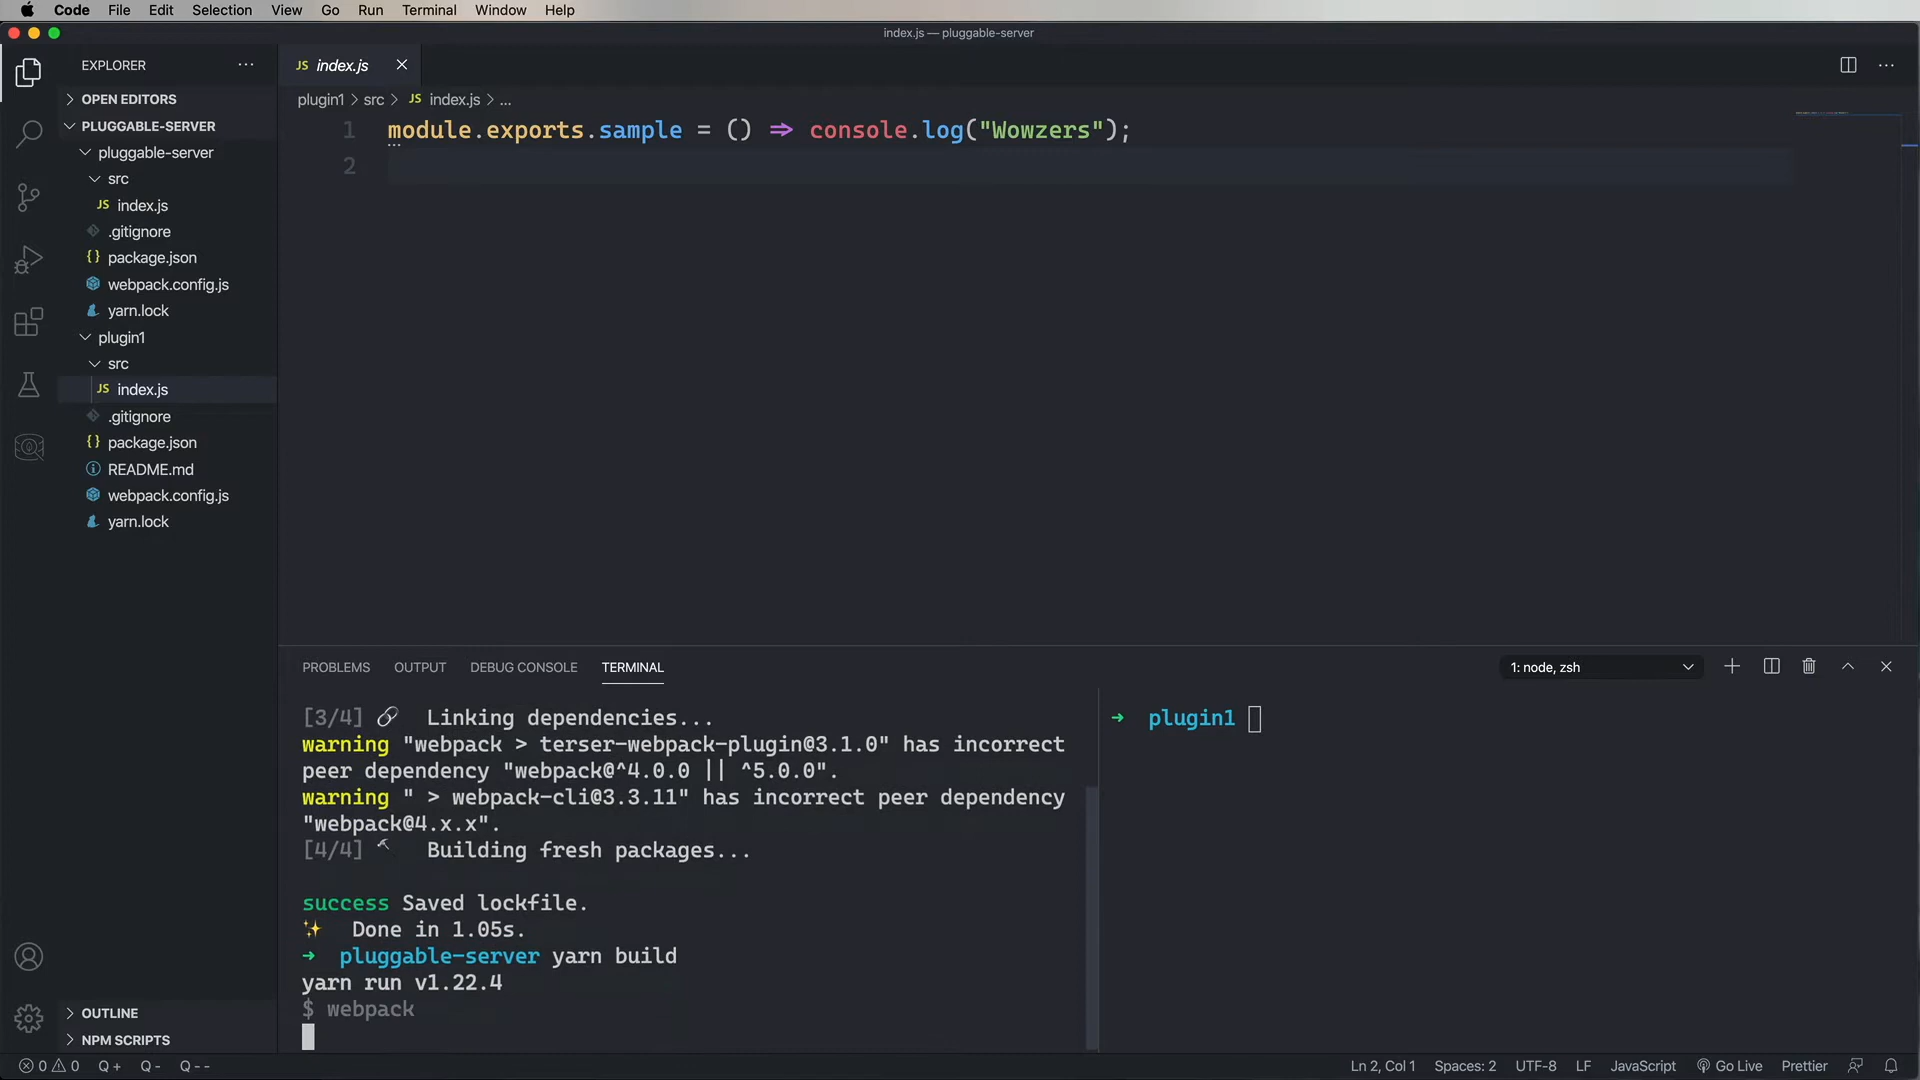 Code File Edit Selection View Go Run Terminal Window Help
index.js — pluggable-server
EXPLORER
OPEN EDITORS
PLUGGABLE-SERVER
pluggable-server
src
JS index.js
.gitignore
{} package.json
webpack.config.js
yarn.lock
plugin1
src
JS index.js
.gitignore
{} package.json
README.md
webpack.config.js
yarn.lock
OUTLINE
NPM SCRIPTS
JS index.js
plugin1 > src > JS index.js > ...
1 module.exports.sample = () => console.log("Wowzers");
2
PROBLEMS OUTPUT DEBUG CONSOLE TERMINAL
1: node, zsh
[3/4] 🔗 Linking dependencies...
warning "webpack > terser-webpack-plugin@3.1.0" has incorrect
peer dependency "webpack@^4.0.0 || ^5.0.0".
warning " > webpack-cli@3.3.11" has incorrect peer dependency
"webpack@4.x.x".
[4/4] 🔨 Building fresh packages...
success Saved lockfile.
✨ Done in 1.05s.
➜ pluggable-server yarn build
yarn run v1.22.4
$ webpack
➜ plugin1
0 0 Q+ Q- Q--
Ln 2, Col 1 Spaces: 2 UTF-8 LF JavaScript Go Live Prettier